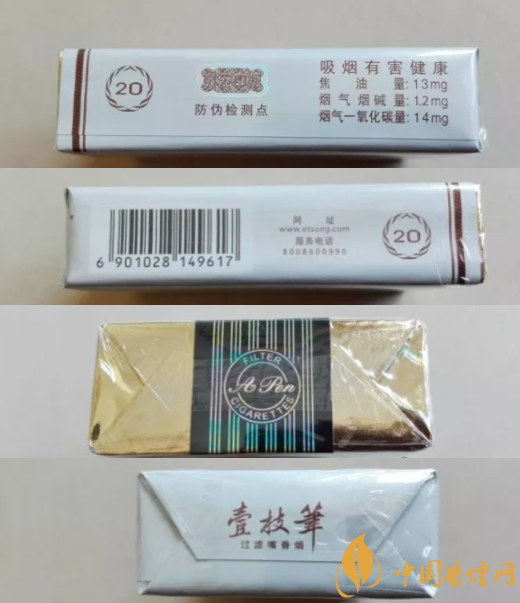 20
防伪检测点
吸烟有害健康
焦油量:13mg
烟气烟碱量:1.2mg
烟气一氧化碳量:14mg
6 901028 149617
网 址
www.etsong.com
服务电话
8008600990
20
FILTER
A Pen
CIGARETTES
壹枝笔
过滤嘴香烟
中国香烟网